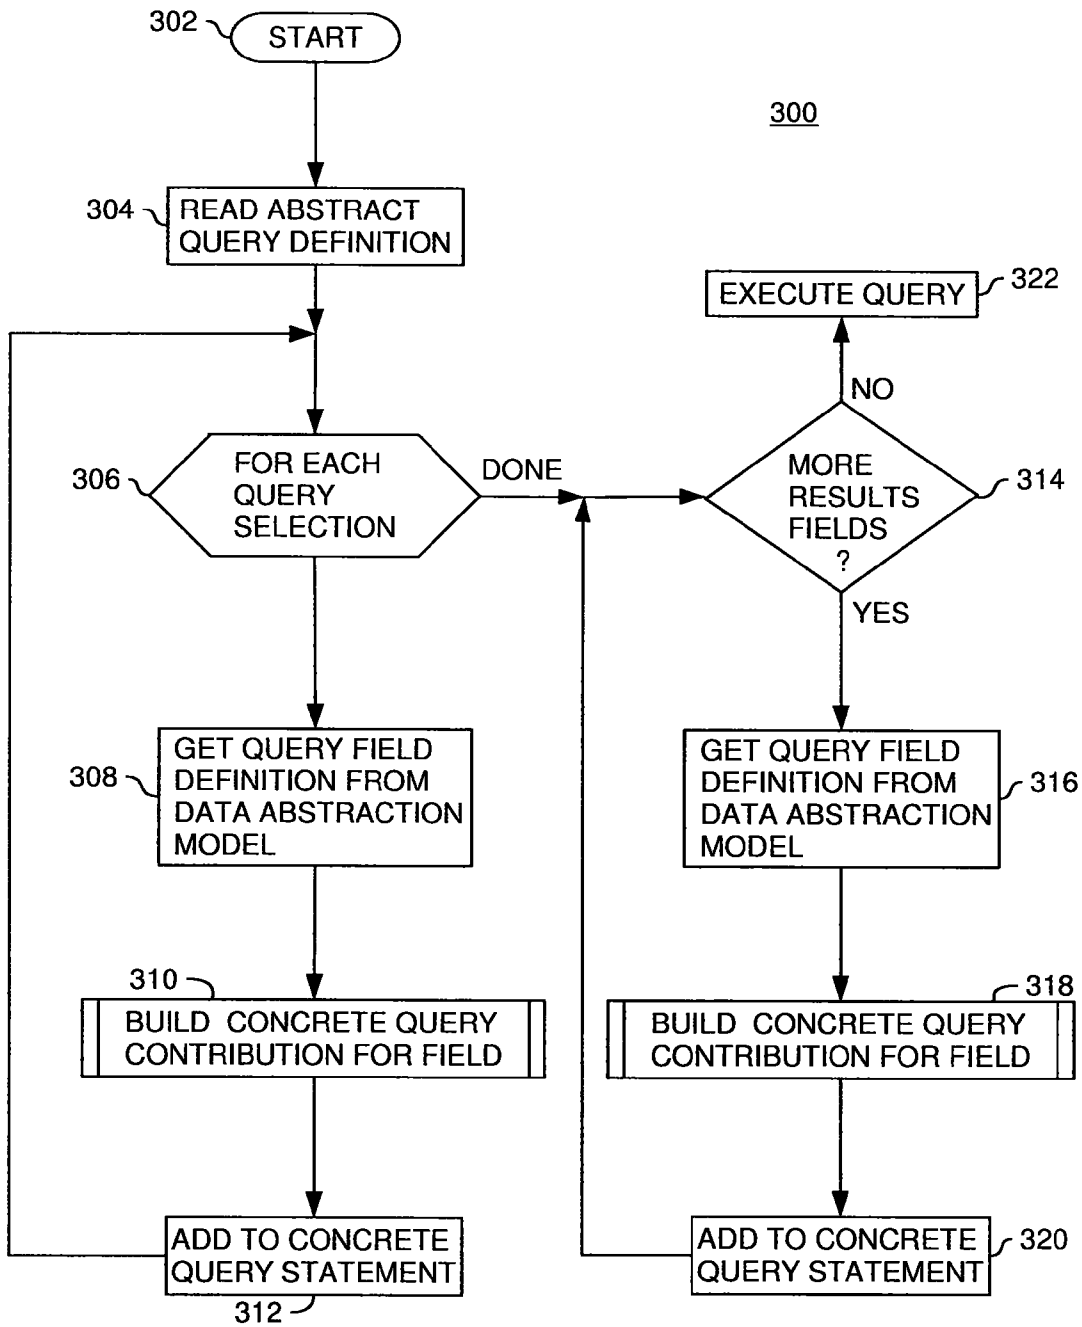 302
START
300
304
READ ABSTRACT
QUERY DEFINITION
EXECUTE QUERY
322
NO
306
FOR EACH
QUERY
SELECTION
DONE
MORE
RESULTS
FIELDS
?
314
YES
308
GET QUERY FIELD
DEFINITION FROM
DATA ABSTRACTION
MODEL
GET QUERY FIELD
DEFINITION FROM
DATA ABSTRACTION
MODEL
316
310
BUILD CONCRETE QUERY
CONTRIBUTION FOR FIELD
318
BUILD CONCRETE QUERY
CONTRIBUTION FOR FIELD
ADD TO CONCRETE
QUERY STATEMENT
312
ADD TO CONCRETE
QUERY STATEMENT
320